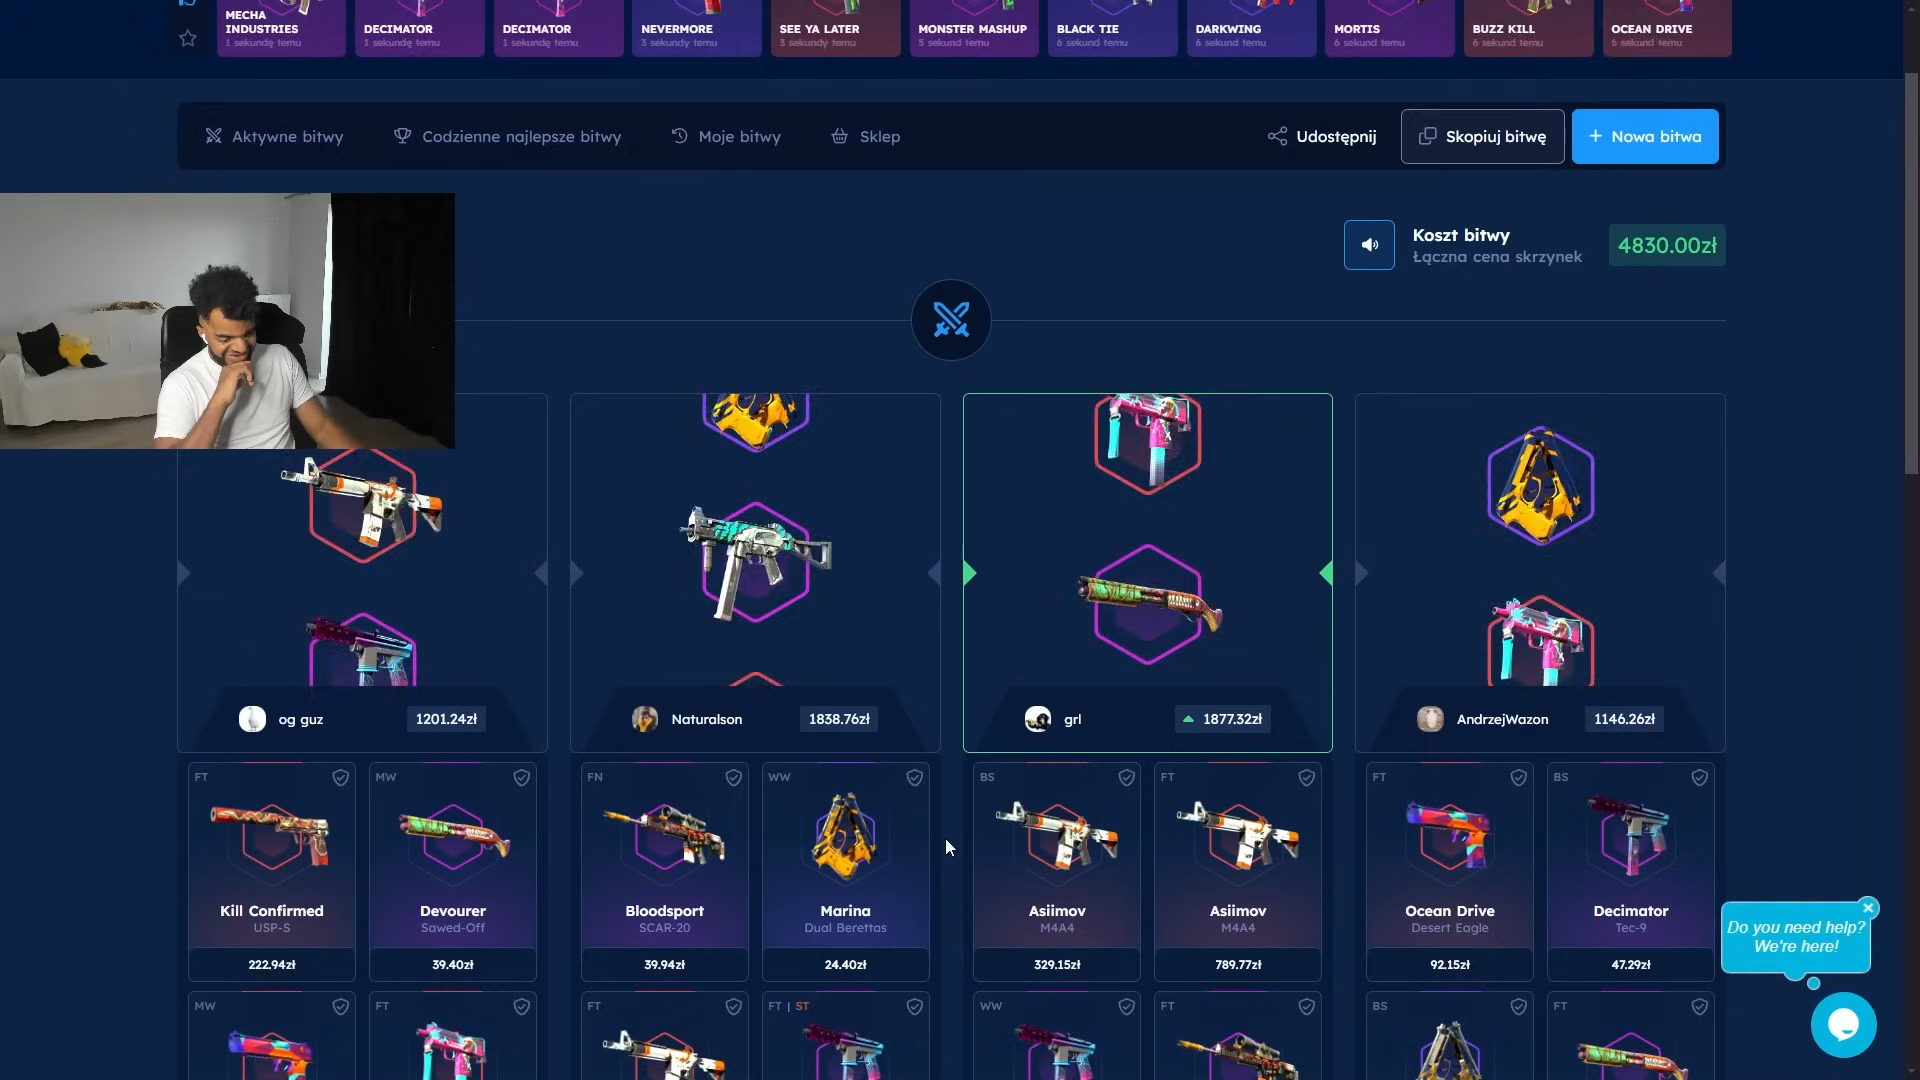 MECHA
INDUSTRIES
1 sekundę temu
DECIMATOR
1 sekundę temu
DECIMATOR
1 sekundę temu
NEVERMORE
3 sekundy temu
SEE YA LATER
3 sekundy temu
MONSTER MASHUP
5 sekund temu
BLACK TIE
6 sekund temu
DARKWING
6 sekund temu
MORTIS
6 sekund temu
BUZZ KILL
6 sekund temu
OCEAN DRIVE
6 sekund temu
Aktywne bitwy
Codzienne najlepsze bitwy
Moje bitwy
Sklep
Udostępnij
Skopiuj bitwę
+ Nowa bitwa
Koszt bitwy
Łączna cena skrzynek
4830.00zł
og guz
1201.24zł
Naturalson
1838.76zł
grl
1877.32zł
AndrzejWazon
1146.26zł
FT
Kill Confirmed
USP-S
222.94zł
MW
Devourer
Sawed-Off
39.40zł
FN
Bloodsport
SCAR-20
39.94zł
WW
Marina
Dual Berettas
24.40zł
BS
Asiimov
M4A4
329.15zł
FT
Asiimov
M4A4
789.77zł
FT
Ocean Drive
Desert Eagle
92.15zł
BS
Decimator
Tec-9
47.29zł
MW
FT
FT
FT | ST
WW
FT
BS
FT
Do you need help?
We're here!